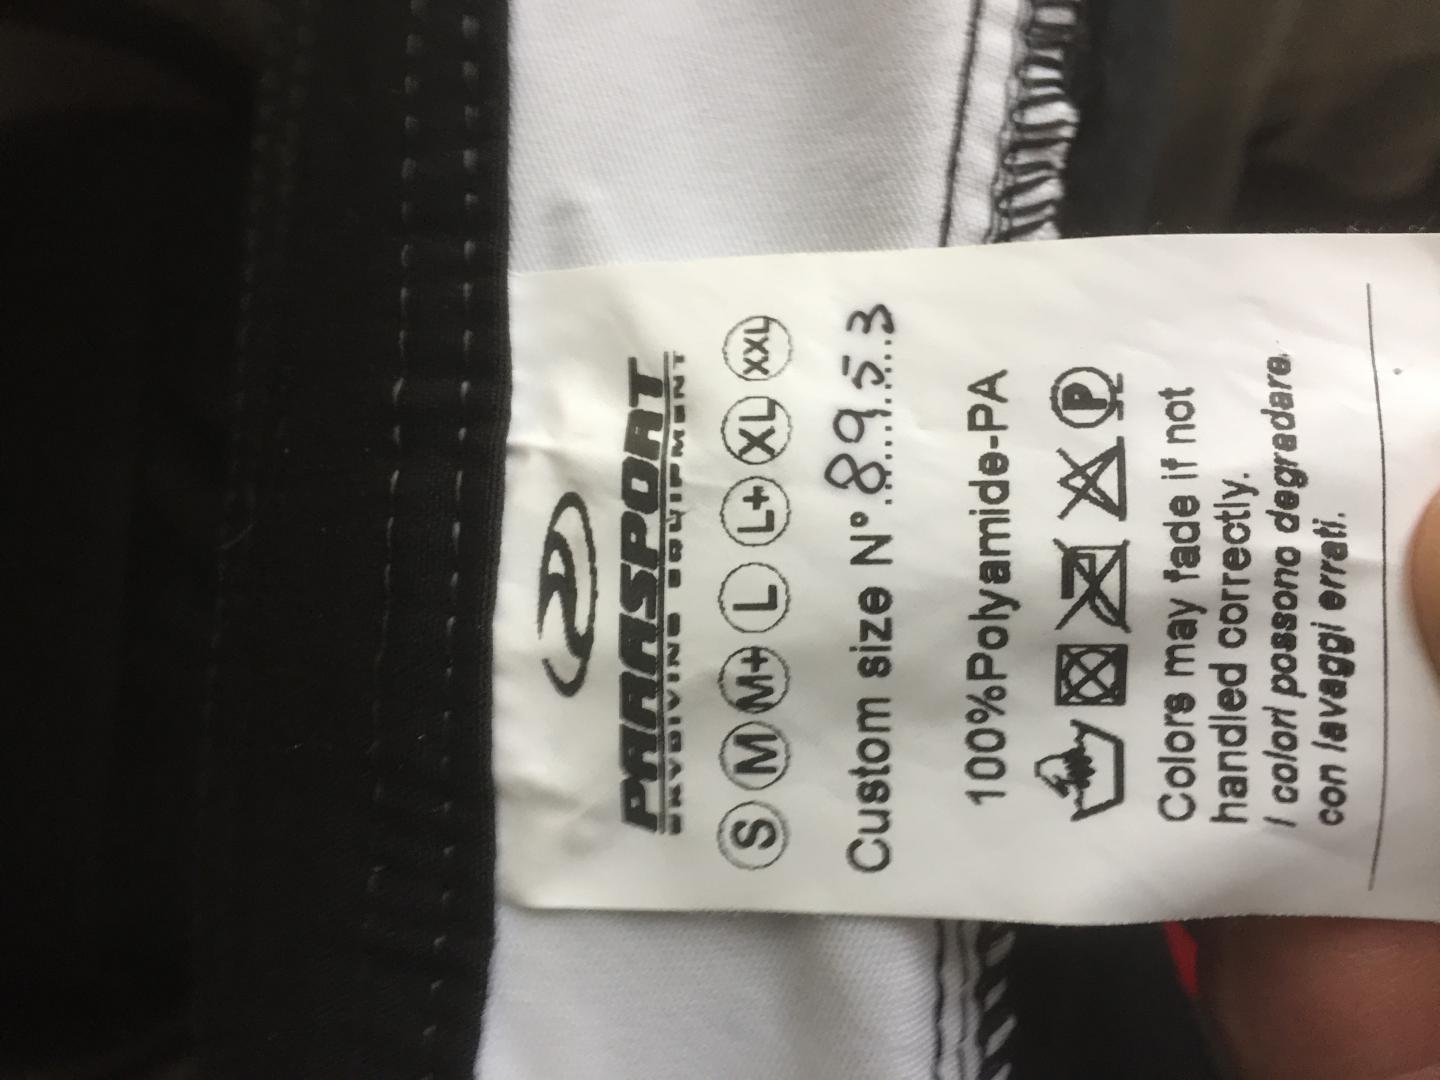 PARASPORT
SKYDIVING EQUIPMENT
S M M+ L L+ XL XXL
Custom size N° 8953
100%Polyamide-PA
P
Colors may fade if not
handled correctly.
I colori possono degradare
con lavaggi errati.